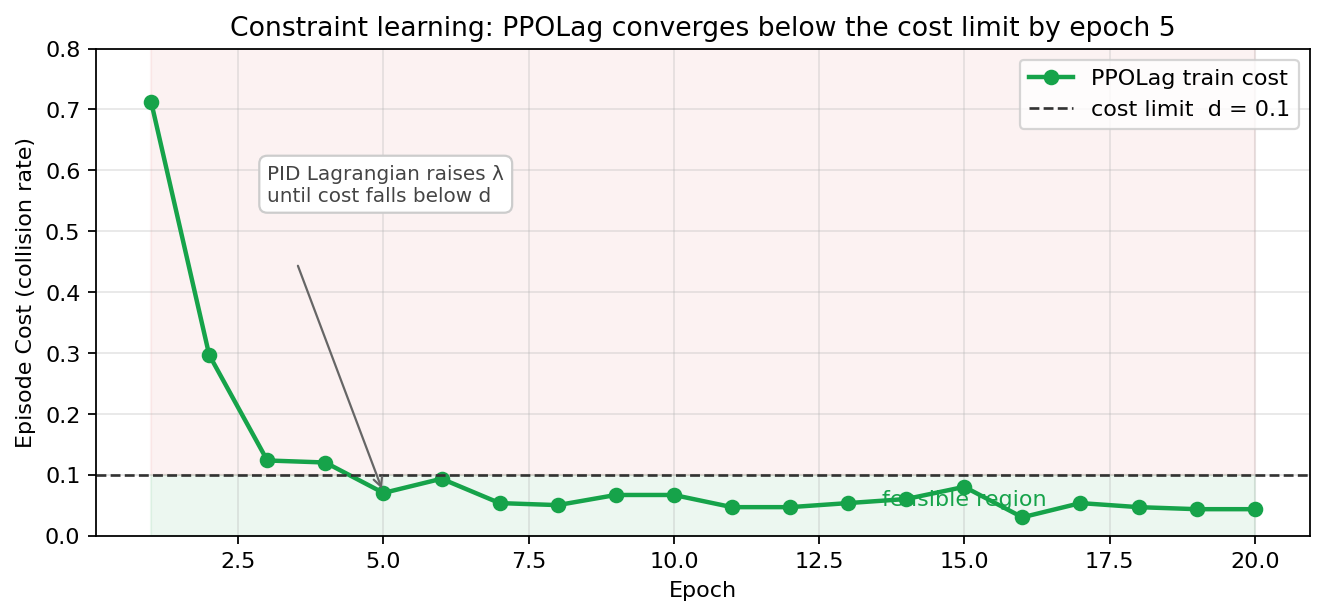 Constraint learning: PPOLag converges below the cost limit by epoch 5
PPOLag train cost
cost limit  d = 0.1
PID Lagrangian raises λ
until cost falls below d
feasible region
Episode Cost (collision rate)
0.8
0.7
0.6
0.5
0.4
0.3
0.2
0.1
0.0
2.5
5.0
7.5
10.0
12.5
15.0
17.5
20.0
Epoch